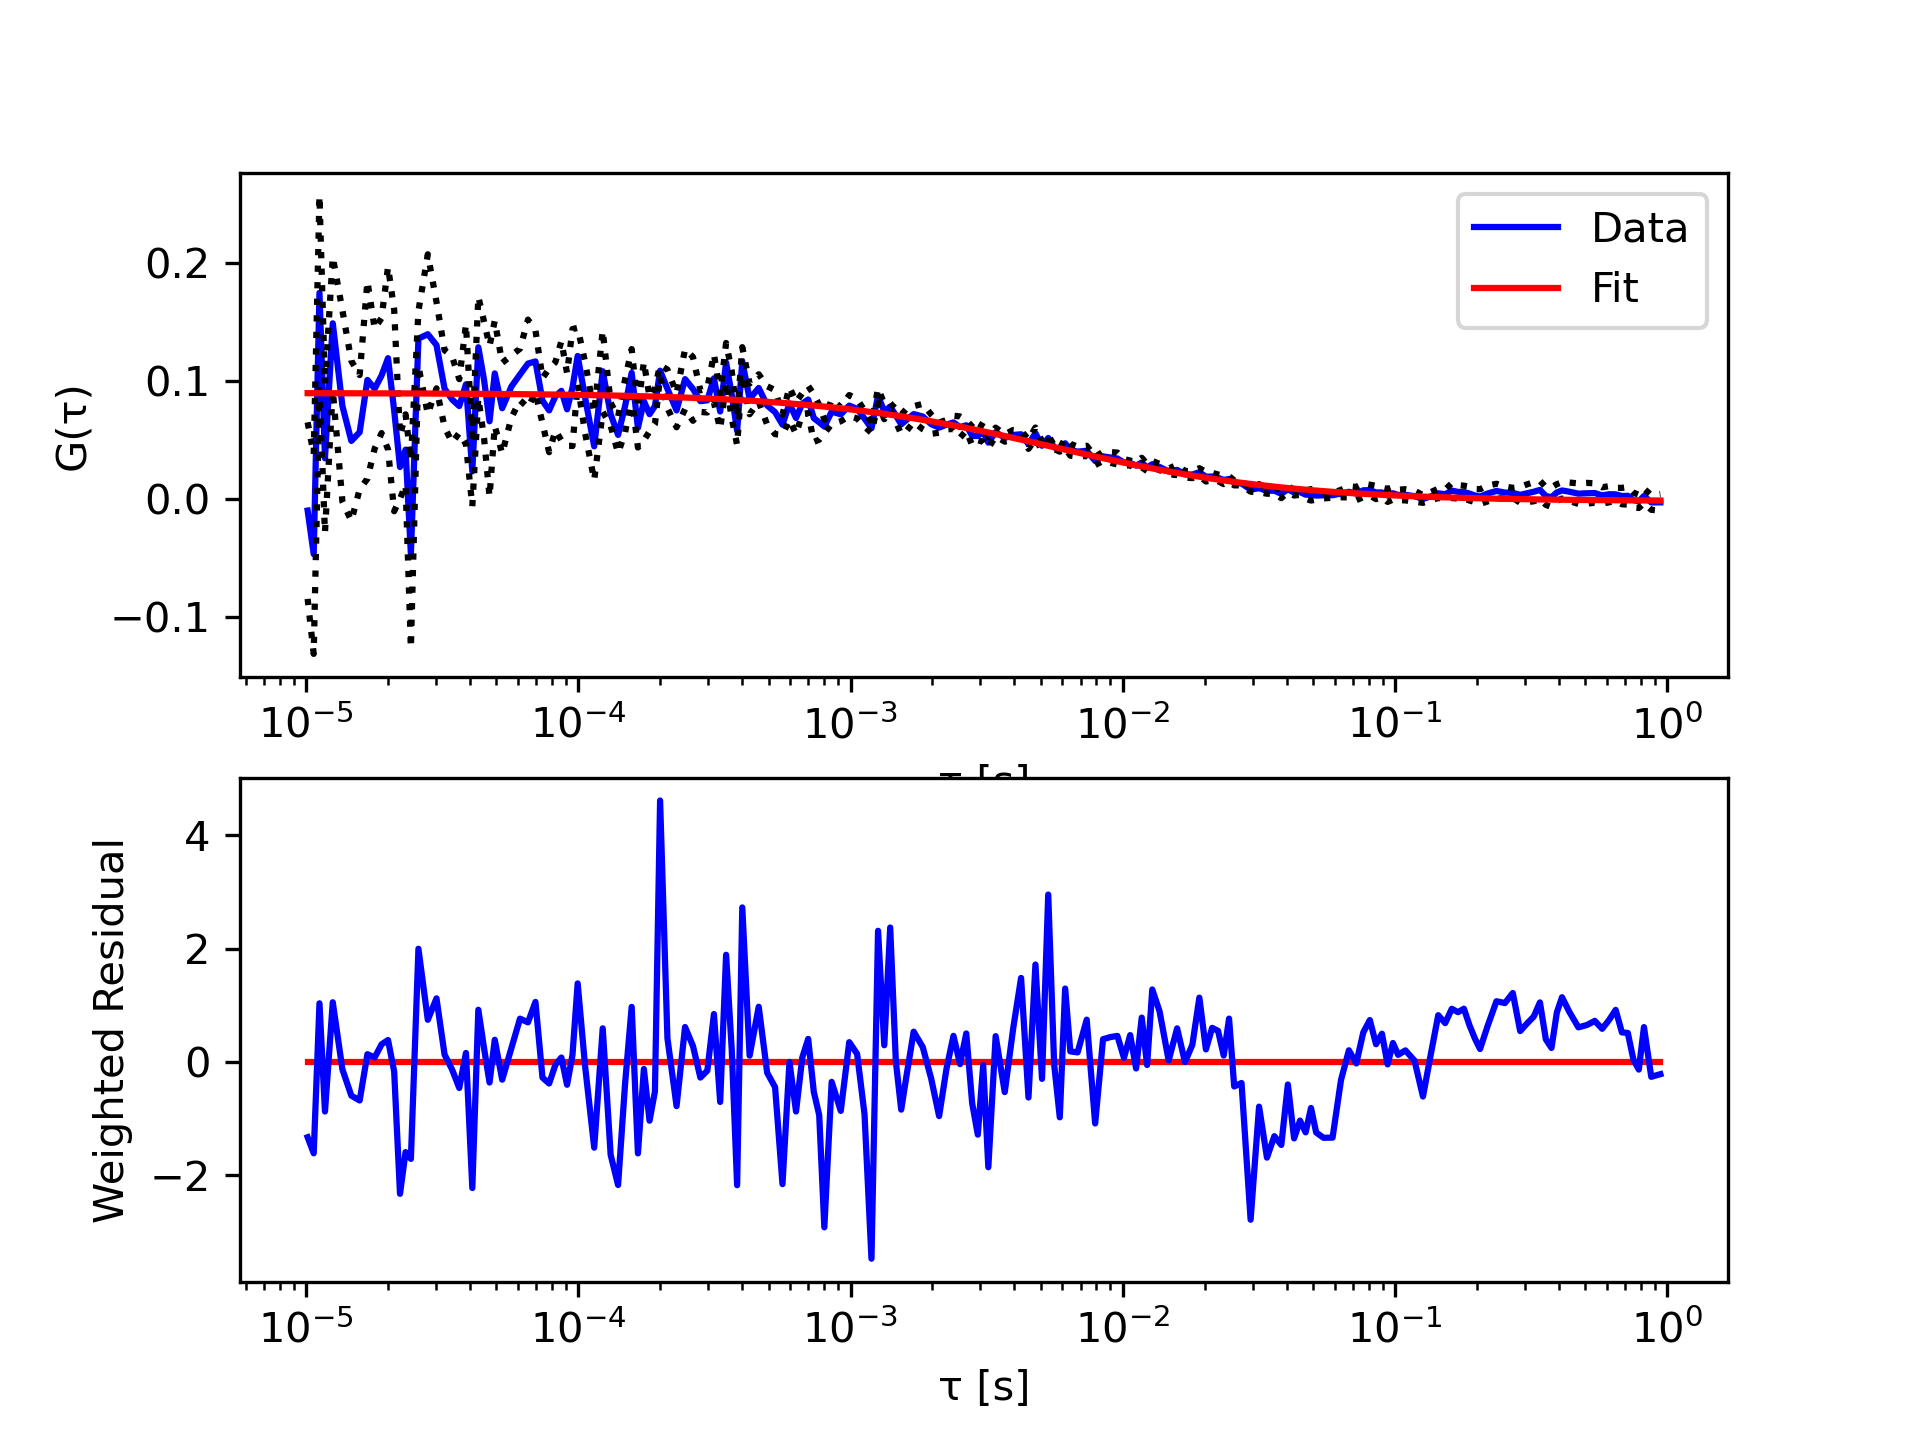 G(τ)
0.2
0.1
0.0
−0.1
Data
Fit
10⁻⁵ 10⁻⁴ 10⁻³ 10⁻² 10⁻¹ 10⁰
τ [s]
Weighted Residual
4
2
0
−2
10⁻⁵ 10⁻⁴ 10⁻³ 10⁻² 10⁻¹ 10⁰
τ [s]